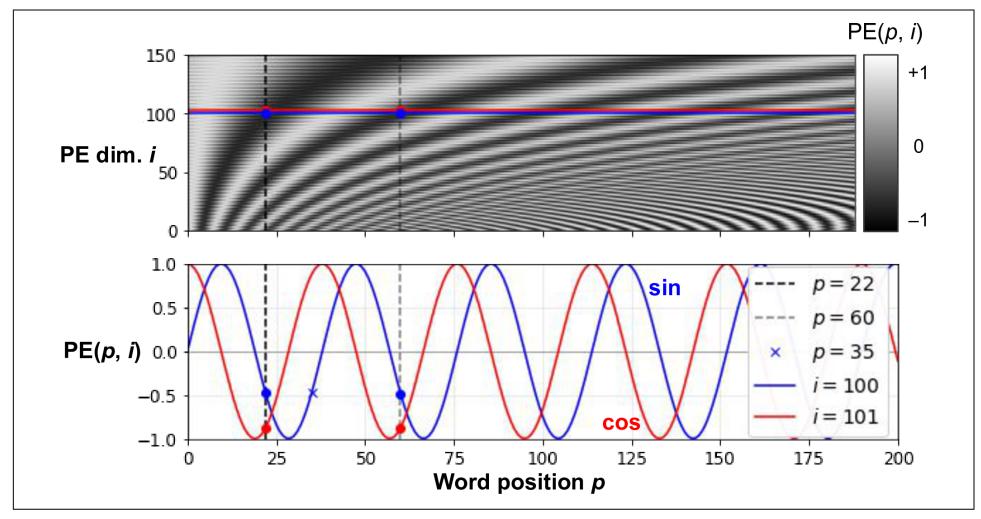 PE(p, i)
150
100
50
0
PE dim. i
+1
0
–1
1.0
0.5
0.0
−0.5
−1.0
PE(p, i)
sin
cos
p = 22
p = 60
p = 35
i = 100
i = 101
0 25 50 75 100 125 150 175 200
Word position p